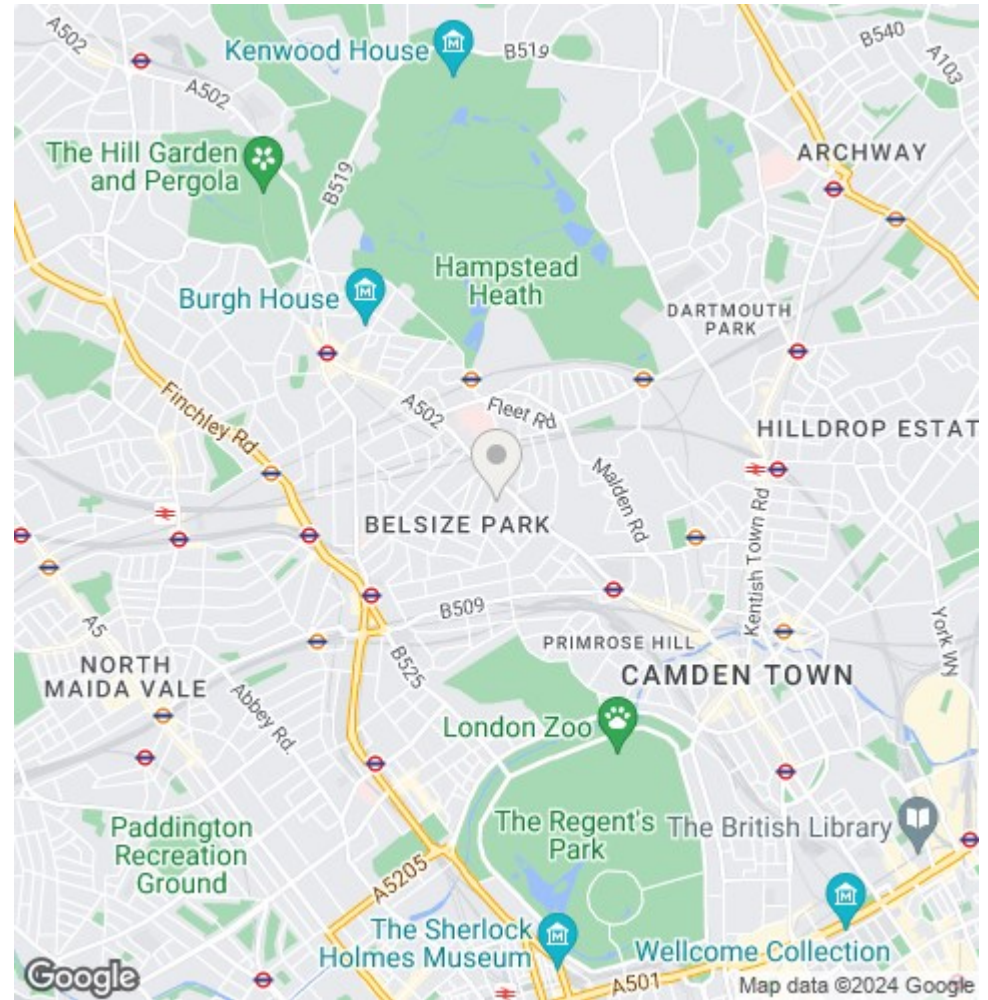 A502
Kenwood House
B519
B540
A103
A502
The Hill Garden
and Pergola
B519
ARCHWAY
Hampstead
Heath
Burgh House
DARTMOUTH
PARK
Finchley Rd
A502
Fleet Rd
HILLDROP ESTAT
Malden Rd
BELSIZE PARK
Kentish Town Rd
B509
A5
PRIMROSE HILL
York Wy
NORTH
MAIDA VALE
B525
CAMDEN TOWN
Abbey Rd.
London Zoo
The Regent's
Park
The British Library
Paddington
Recreation
Ground
A5205
The Sherlock
Holmes Museum
Wellcome Collection
A501
Google
Map data ©2024 Google